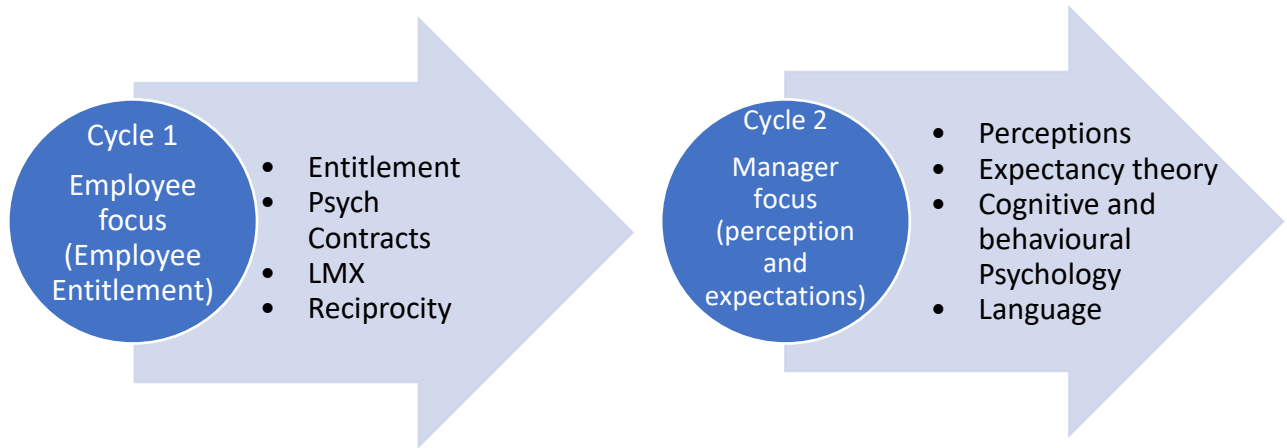 Cycle 1
Employee
focus
(Employee
Entitlement)
• Entitlement
• Psych
Contracts
• LMX
• Reciprocity
Cycle 2
Manager
focus
(perception
and
expectations)
• Perceptions
• Expectancy theory
• Cognitive and
behavioural
Psychology
• Language